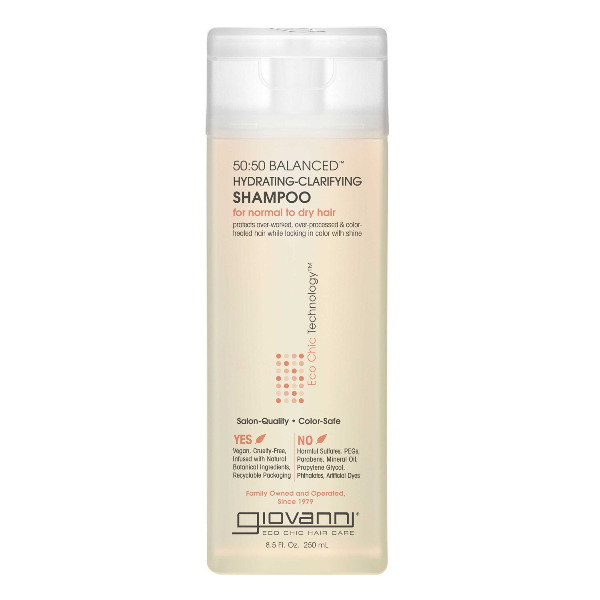 50:50 BALANCED™
HYDRATING-CLARIFYING
SHAMPOO
for normal to dry hair
protects over-worked, over-processed & color-
treated hair while locking in color with shine
Eco Chic Technology™
Salon-Quality • Color-Safe
YES
Vegan, Cruelty-Free,
Infused with Natural
Botanical Ingredients,
Recyclable Packaging
NO
Harmful Sulfates, PEGs,
Parabens, Mineral Oil,
Propylene Glycol,
Phthalates, Artificial Dyes
Family Owned and Operated,
Since 1979
giovanni®
ECO CHIC HAIR CARE
8.5 Fl. Oz. 250 mL